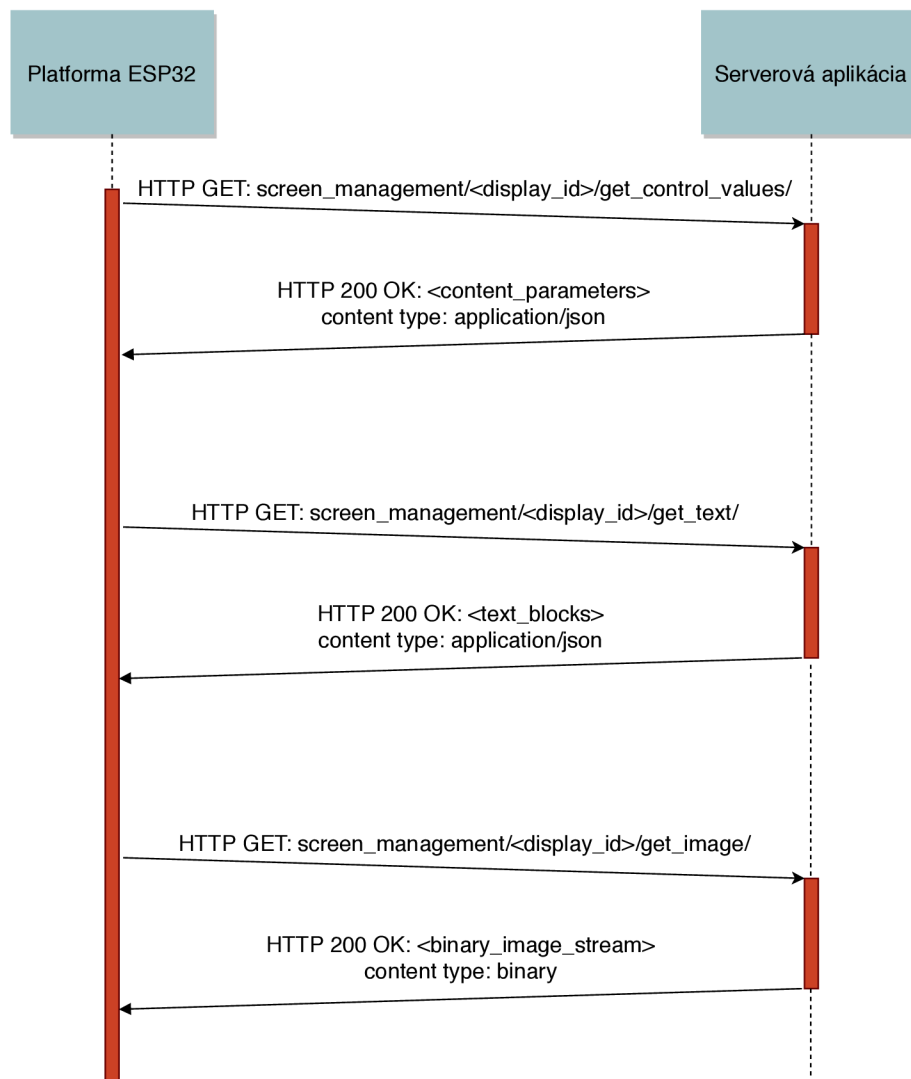 Platforma ESP32
Serverová aplikácia
HTTP GET: screen_management/<display_id>/get_control_values/
HTTP 200 OK: <content_parameters>
content type: application/json
HTTP GET: screen_management/<display_id>/get_text/
HTTP 200 OK: <text_blocks>
content type: application/json
HTTP GET: screen_management/<display_id>/get_image/
HTTP 200 OK: <binary_image_stream>
content type: binary